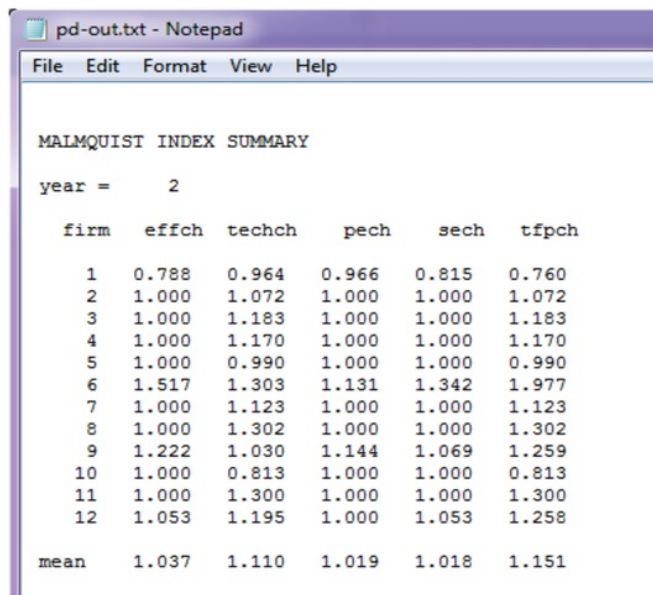 pd-out.txt - Notepad
File Edit Format View Help
MALMQUIST INDEX SUMMARY
year = 2
firm effch techch pech sech tfpch
1 0.788 0.964 0.966 0.815 0.760
2 1.000 1.072 1.000 1.000 1.072
3 1.000 1.183 1.000 1.000 1.183
4 1.000 1.170 1.000 1.000 1.170
5 1.000 0.990 1.000 1.000 0.990
6 1.517 1.303 1.131 1.342 1.977
7 1.000 1.123 1.000 1.000 1.123
8 1.000 1.302 1.000 1.000 1.302
9 1.222 1.030 1.144 1.069 1.259
10 1.000 0.813 1.000 1.000 0.813
11 1.000 1.300 1.000 1.000 1.300
12 1.053 1.195 1.000 1.053 1.258
mean 1.037 1.110 1.019 1.018 1.151